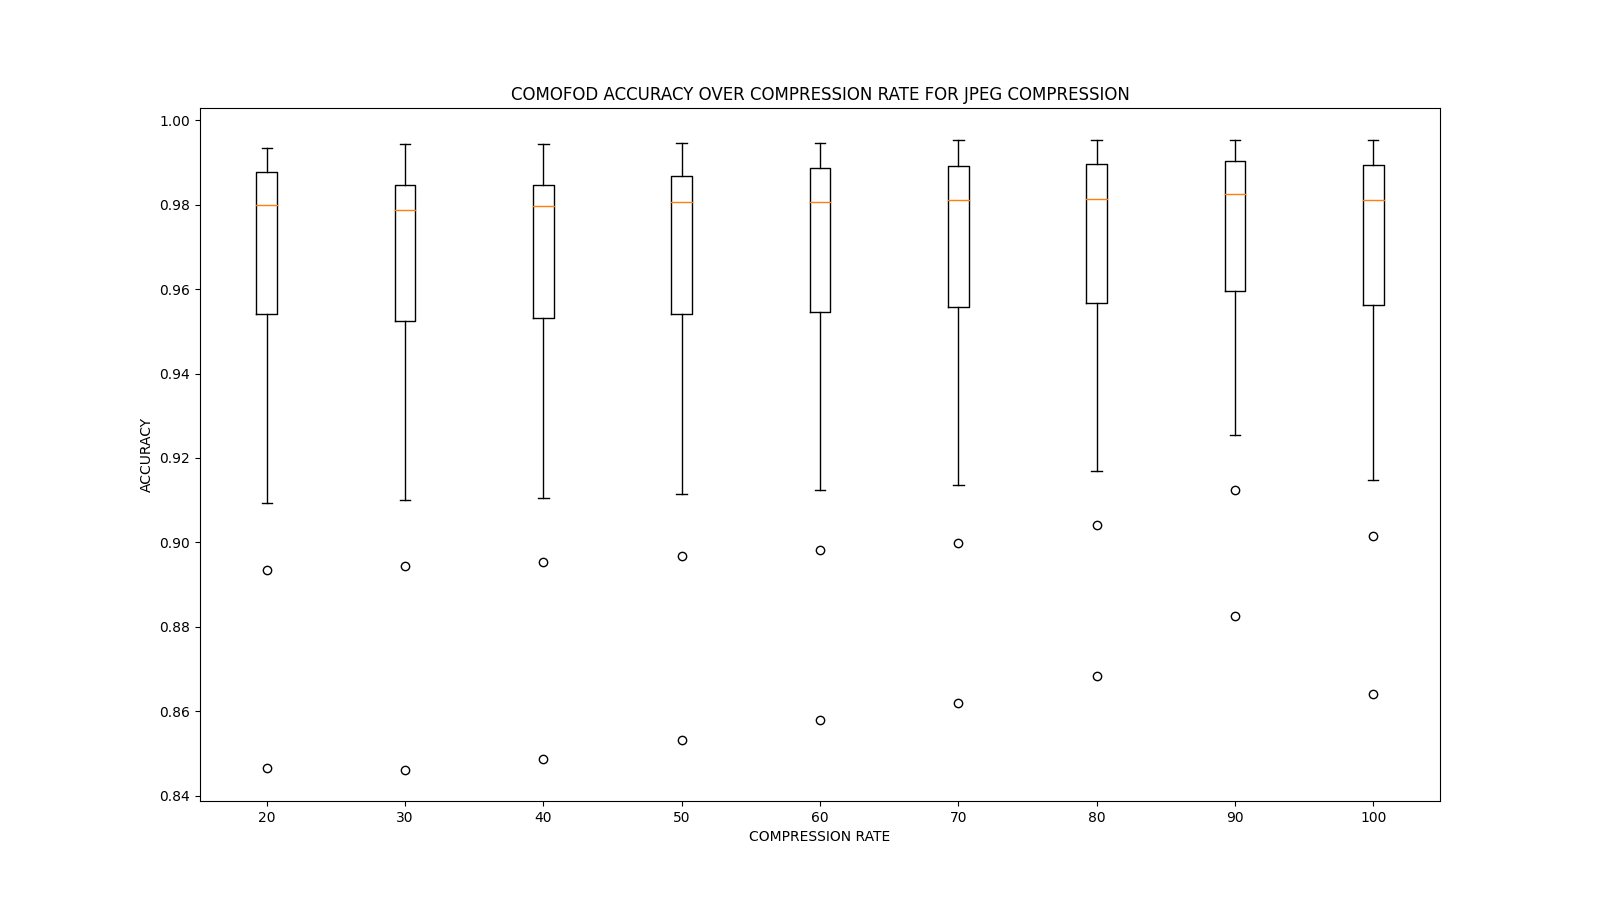 COMOFOD ACCURACY OVER COMPRESSION RATE FOR JPEG COMPRESSION
1.00
0.98
0.96
0.94
0.92
0.90
0.88
0.86
0.84
ACCURACY
20 30 40 50 60 70 80 90 100
COMPRESSION RATE